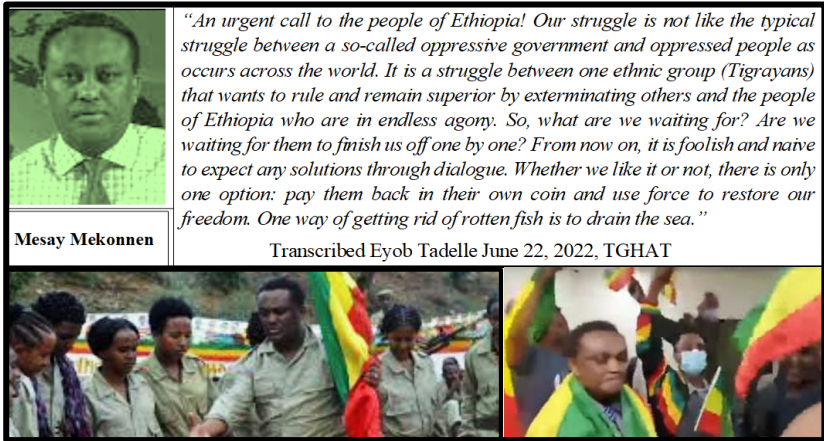 “An urgent call to the people of Ethiopia! Our struggle is not like the typical
struggle between a so-called oppressive government and oppressed people as
occurs across the world. It is a struggle between one ethnic group (Tigrayans)
that wants to rule and remain superior by exterminating others and the people
of Ethiopia who are in endless agony. So, what are we waiting for? Are we
waiting for them to finish us off one by one? From now on, it is foolish and naive
to expect any solutions through dialogue. Whether we like it or not, there is only
one option: pay them back in their own coin and use force to restore our
freedom. One way of getting rid of rotten fish is to drain the sea.”
Transcribed Eyob Tadelle June 22, 2022, TGHAT
Mesay Mekonnen